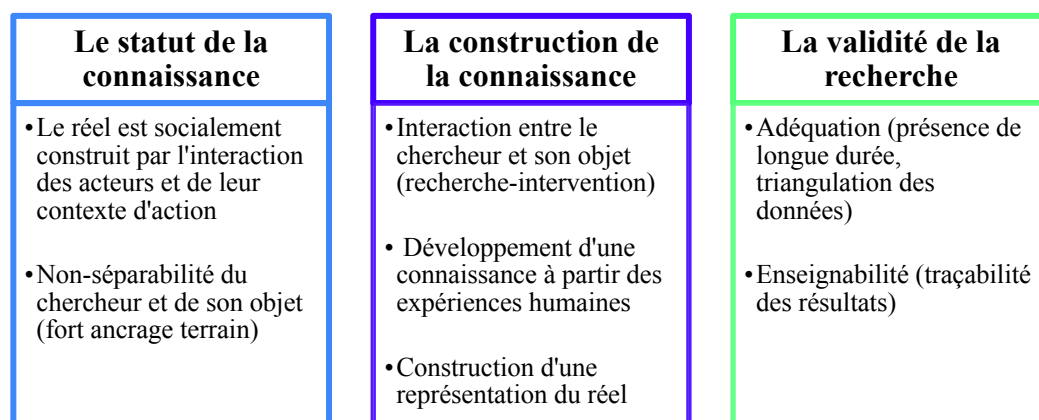 Le statut de la
connaissance
•Le réel est socialement
construit par l'interaction
des acteurs et de leur
contexte d'action
•Non-séparabilité du
chercheur et de son objet
(fort ancrage terrain)
La construction de
la connaissance
•Interaction entre le
chercheur et son objet
(recherche-intervention)
• Développement d'une
connaissance à partir des
expériences humaines
•Construction d'une
représentation du réel
La validité de la
recherche
•Adéquation (présence de
longue durée,
triangulation des
données)
•Enseignabilité (traçabilité
des résultats)